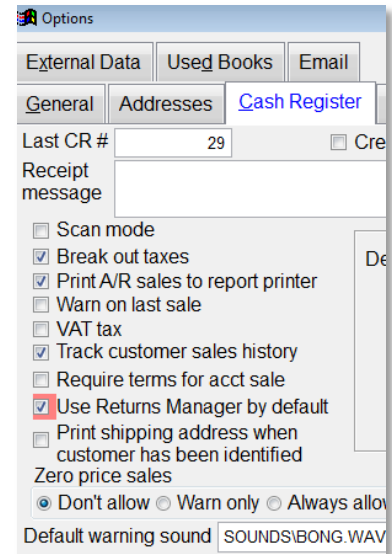 Options
External Data Used Books Email
General Addresses Cash Register
Last CR # 29 Cre
Receipt
message
Scan mode
De
Break out taxes
Print A/R sales to report printer
Warn on last sale
VAT tax
Track customer sales history
Require terms for acct sale
Use Returns Manager by default
Print shipping address when
customer has been identified
Zero price sales
Don't allow Warn only Always allow
Default warning sound SOUNDS\BONG.WAV